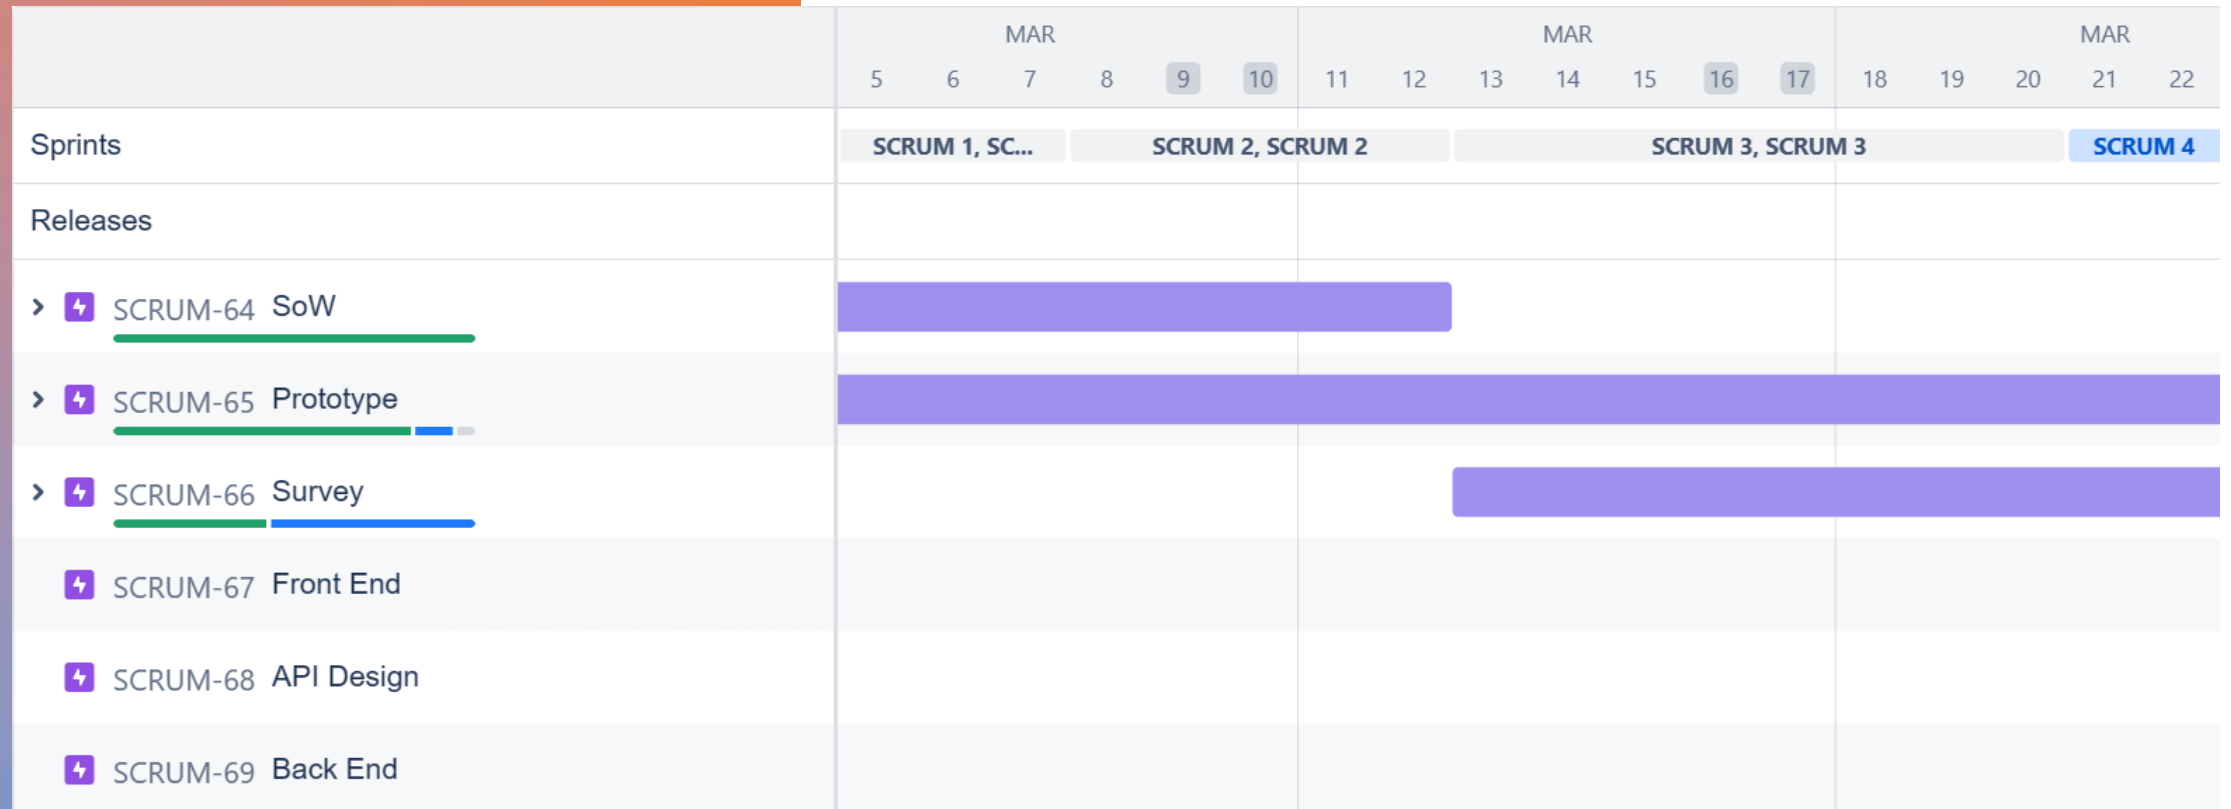 MAR MAR MAR
5 6 7 8 9 10 11 12 13 14 15 16 17 18 19 20 21 22
Sprints SCRUM 1, SC... SCRUM 2, SCRUM 2 SCRUM 3, SCRUM 3 SCRUM 4
Releases
SCRUM-64 SoW
SCRUM-65 Prototype
SCRUM-66 Survey
SCRUM-67 Front End
SCRUM-68 API Design
SCRUM-69 Back End